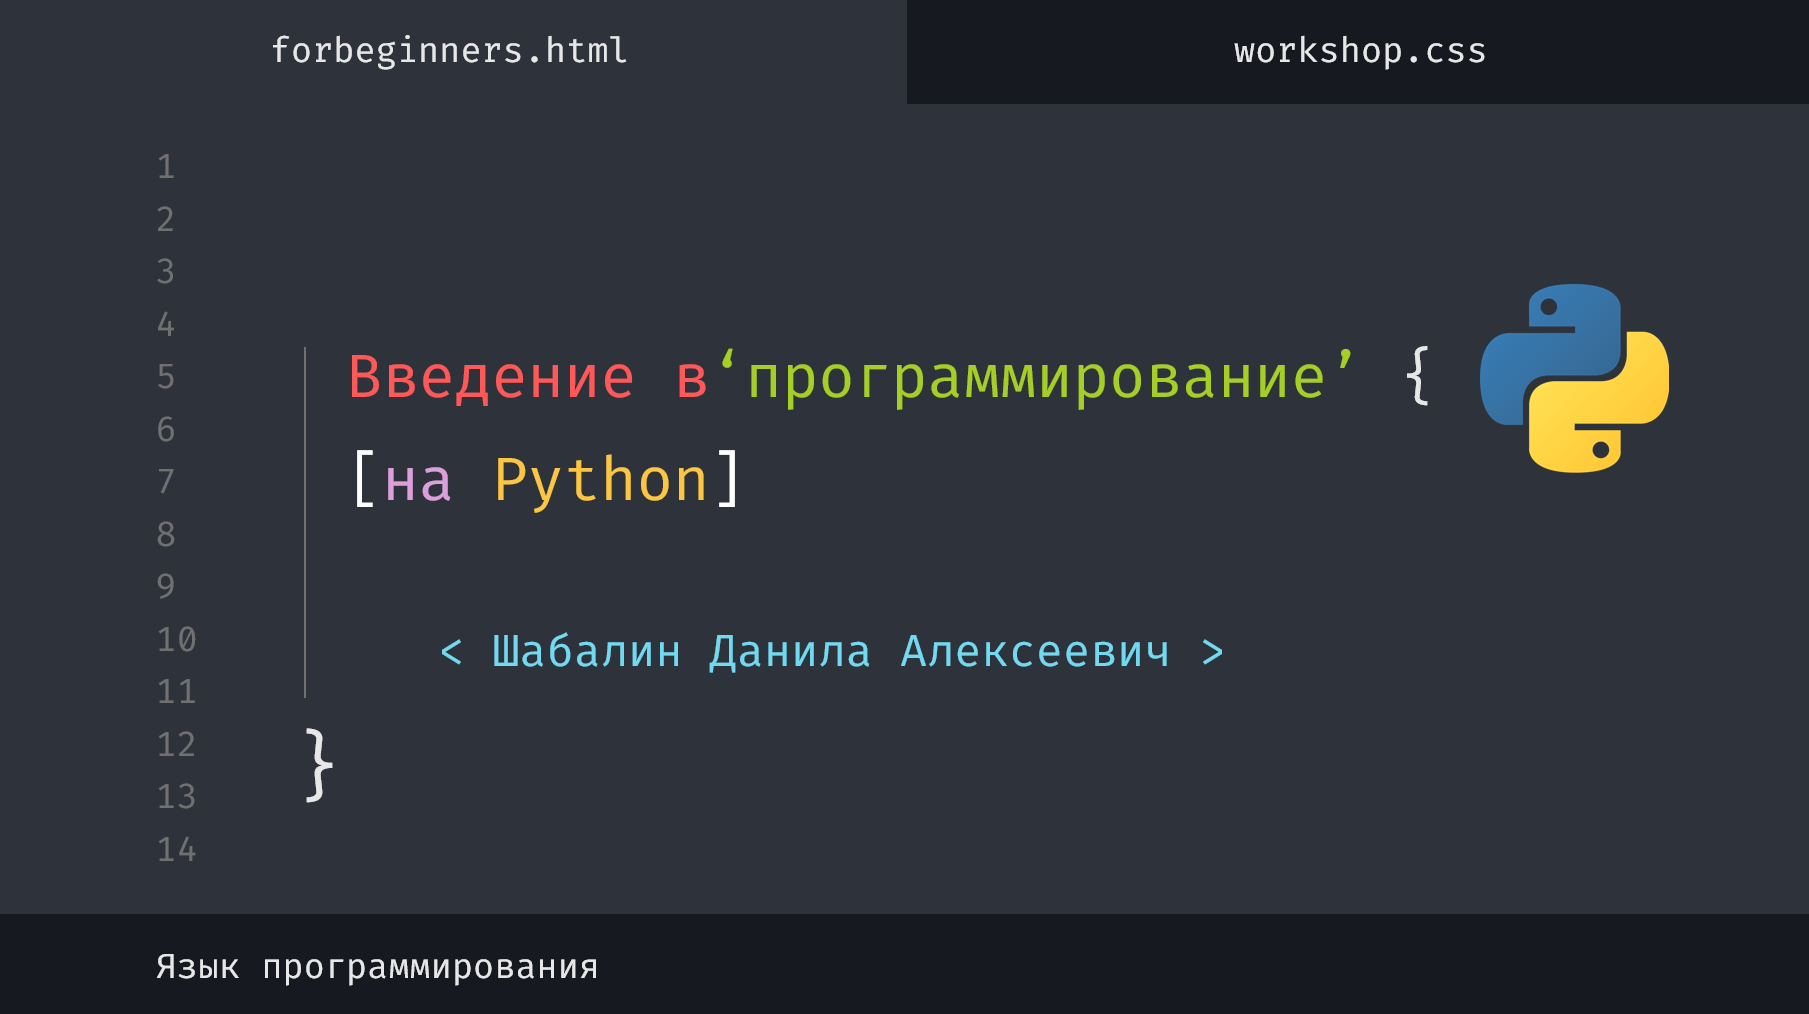 forbeginners.html
workshop.css
1
2
3
4
5
6
7
8
9
10
11
12
13
14
Введение в‘программирование’ {
[на Python]
< Шабалин Данила Алексеевич >
}
Язык программирования